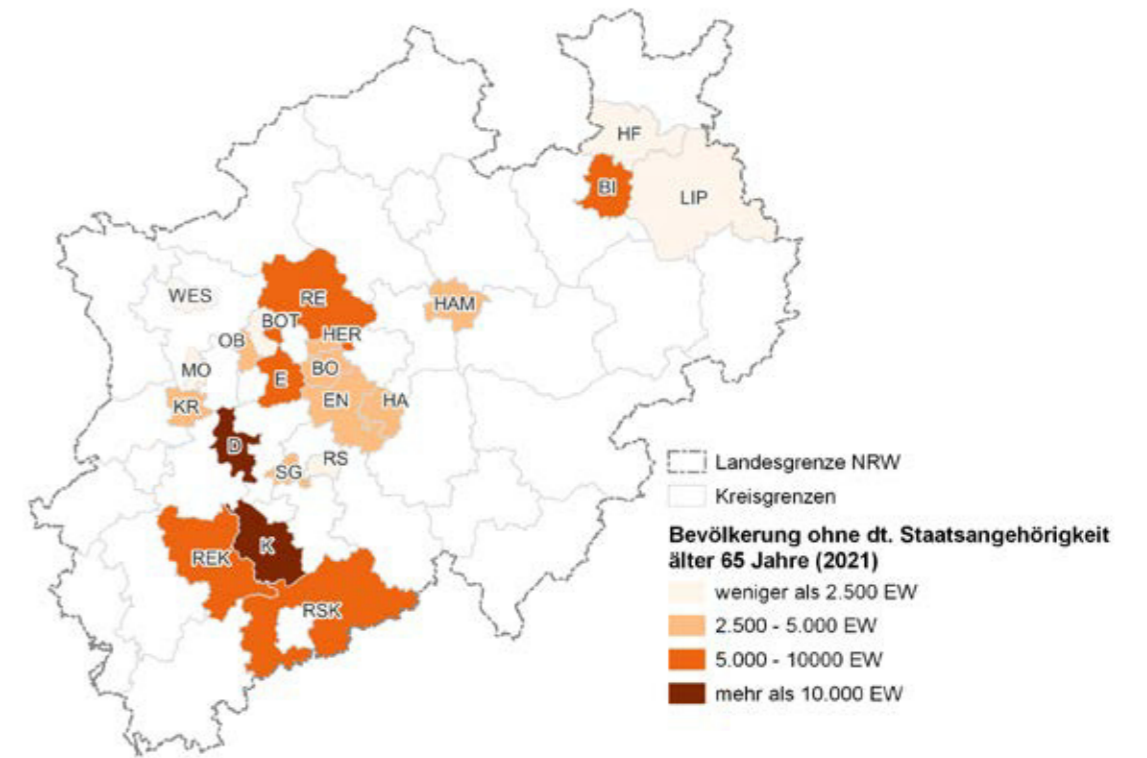 HF
BI
LIP
WES
RE
HAM
BOT
OB
HER
MO
E
BO
KR
EN
HA
D
SG
RS
REK
K
RSK
Landesgrenze NRW
Kreisgrenzen
Bevölkerung ohne dt. Staatsangehörigkeit
älter 65 Jahre (2021)
weniger als 2.500 EW
2.500 - 5.000 EW
5.000 - 10000 EW
mehr als 10.000 EW